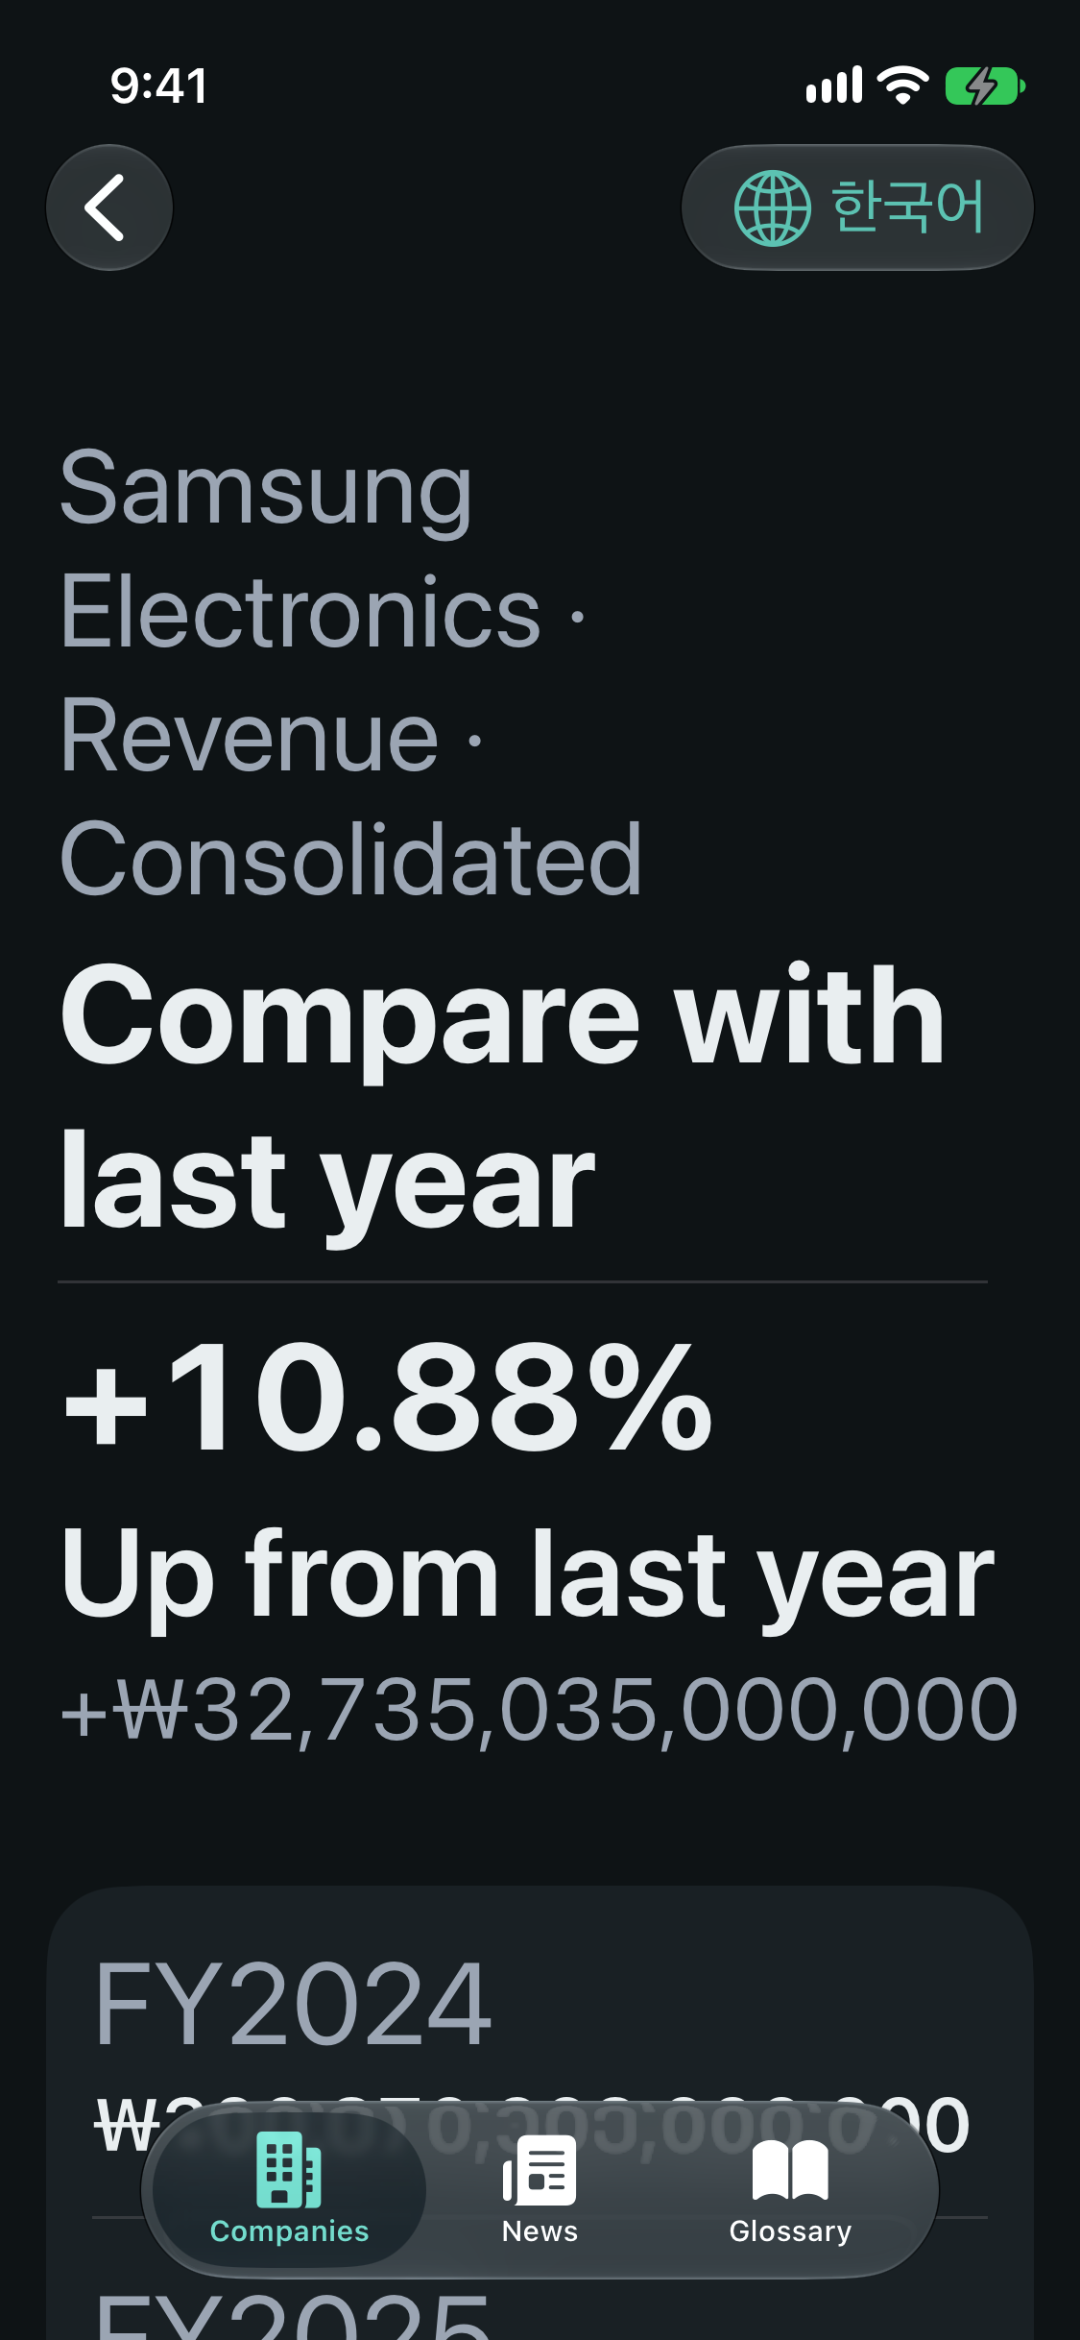 9:41
한국어
Samsung
Electronics ·
Revenue ·
Consolidated
Compare with
last year
+10.88%
Up from last year
+₩32,735,035,000,000
FY2024
Companies
News
Glossary
FY2025